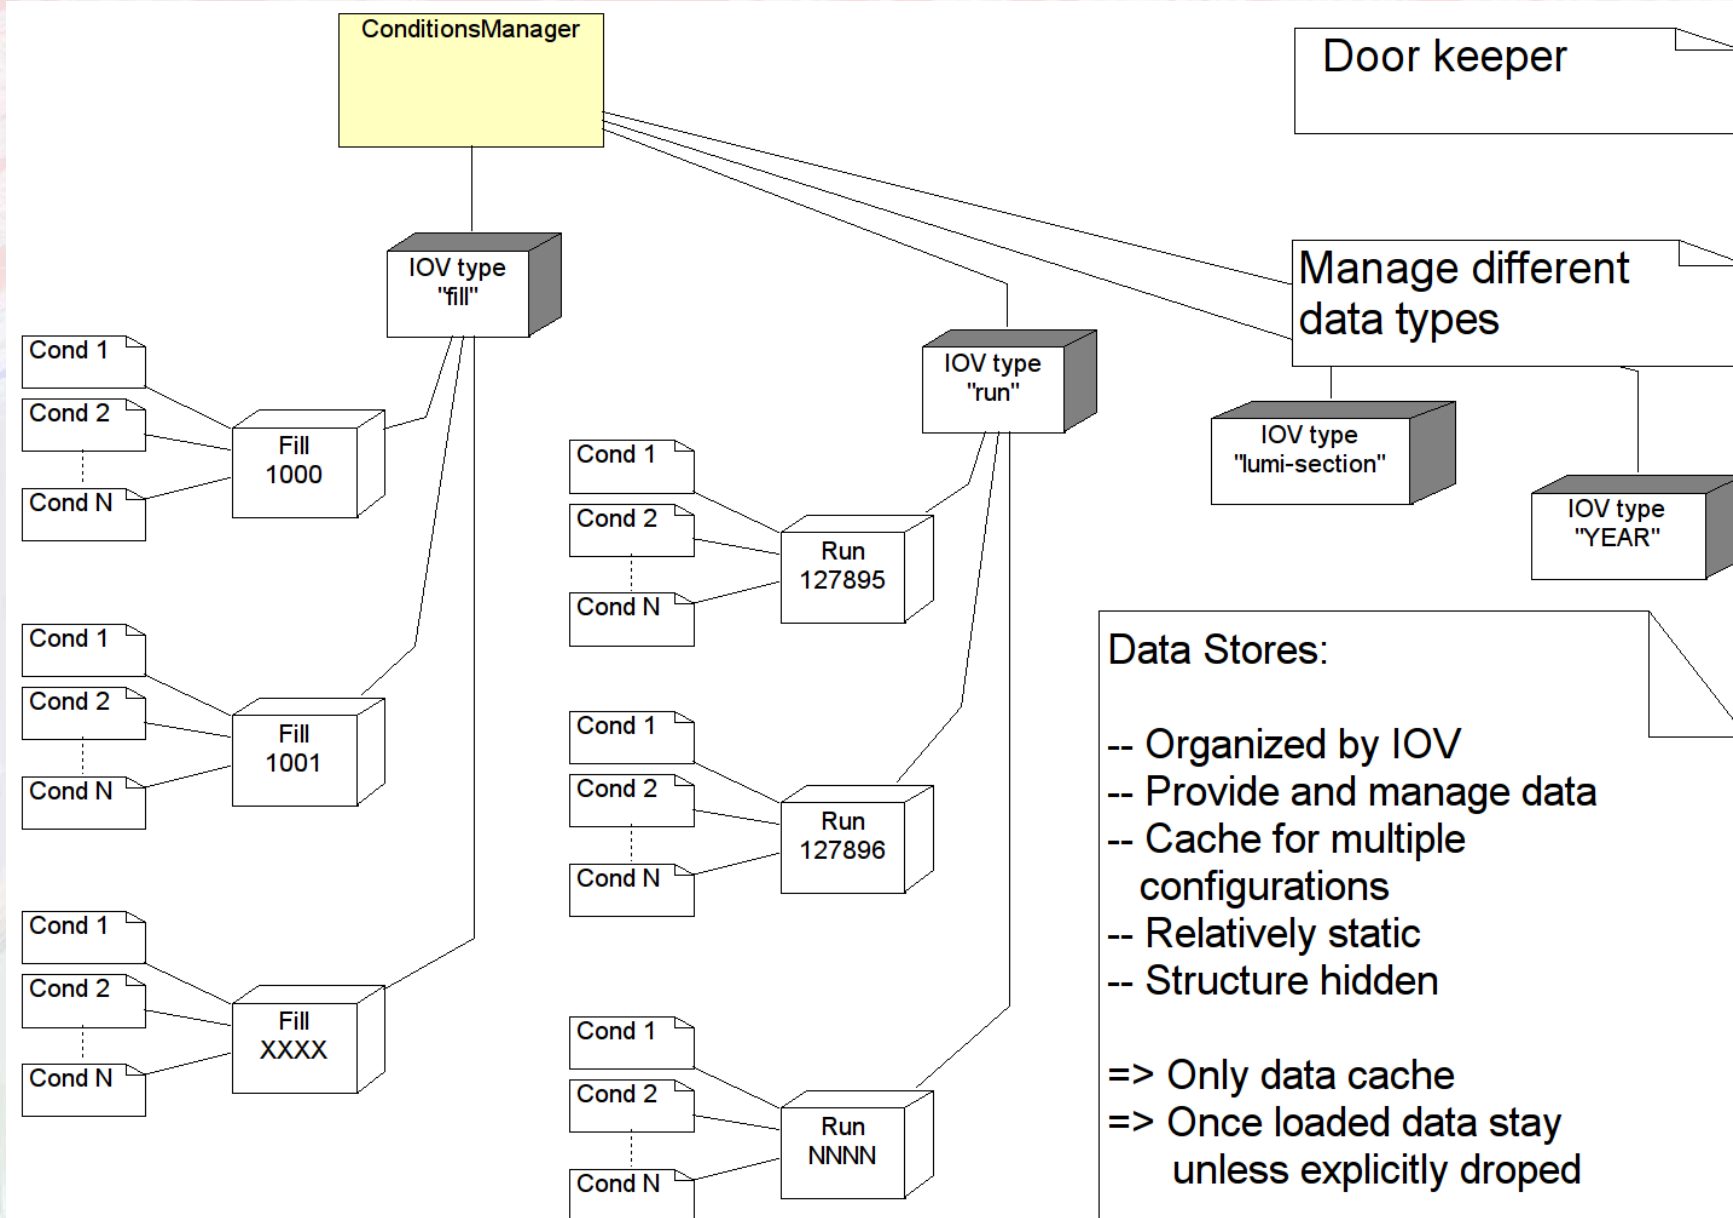 ConditionsManager
Door keeper
IOV type
"fill"
Manage different
data types
IOV type
"run"
IOV type
"lumi-section"
IOV type
"YEAR"
Cond 1
Cond 2
Cond N
Fill
1000
Cond 1
Cond 2
Cond N
Fill
1001
Cond 1
Cond 2
Cond N
Fill
XXXX
Cond 1
Cond 2
Cond N
Run
127895
Cond 1
Cond 2
Cond N
Run
127896
Cond 1
Cond 2
Cond N
Run
NNNN
Data Stores:
-- Organized by IOV
-- Provide and manage data
-- Cache for multiple
configurations
-- Relatively static
-- Structure hidden
=> Only data cache
=> Once loaded data stay
unless explicitly droped